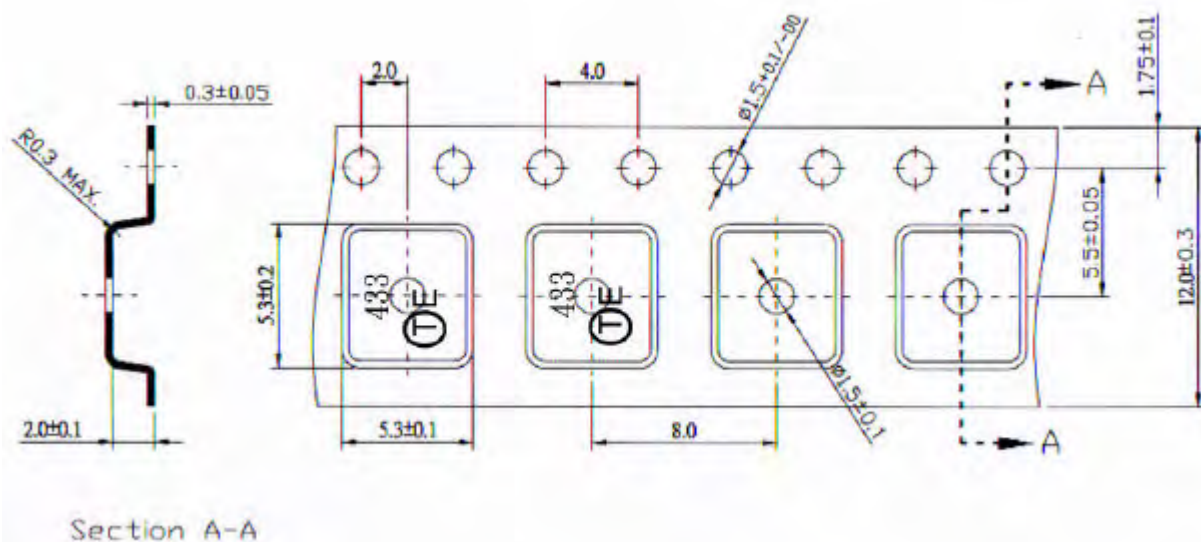 2.0
4.0
ø1.5+0.1/-00
A
1.75±0.1
0.3±0.05
R0.3 MAX.
5.3±0.2
433
TE
433
TE
5.5±0.05
12.0±0.3
ø1.5±0.1
2.0±0.1
5.3±0.1
8.0
A
Section A-A